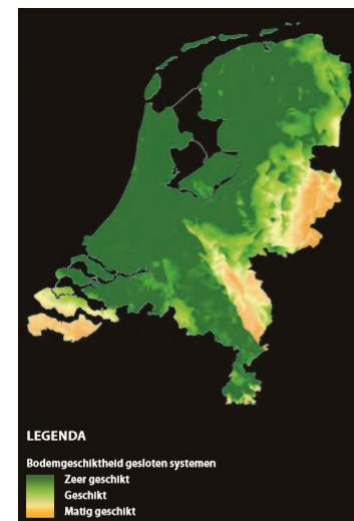 LEGENDA
Bodemgeschiktheid gesloten systemen
Zeer geschikt
Geschikt
Matig geschikt